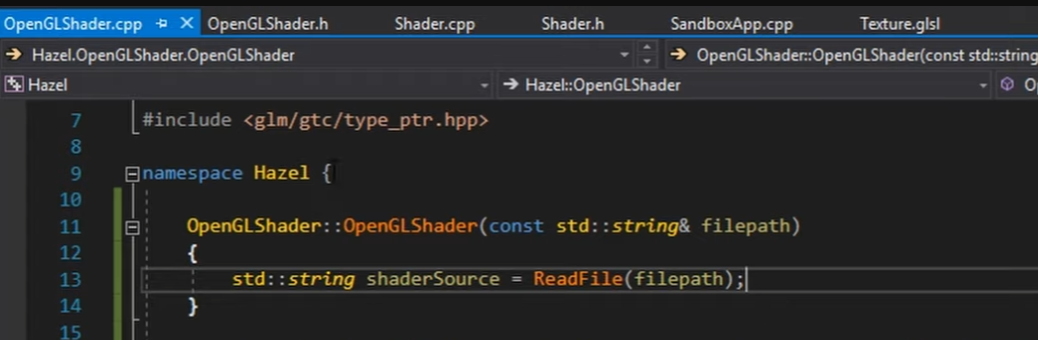 OpenGLShader.cpp OpenGLShader.h Shader.cpp Shader.h SandboxApp.cpp Texture.glsl
Hazel.OpenGLShader.OpenGLShader OpenGLShader::OpenGLShader(const std::string
Hazel Hazel::OpenGLShader
7 #include <glm/gtc/type_ptr.hpp>
8
9 namespace Hazel {
10
11 OpenGLShader::OpenGLShader(const std::string& filepath)
12 {
13 std::string shaderSource = ReadFile(filepath);
14 }
15